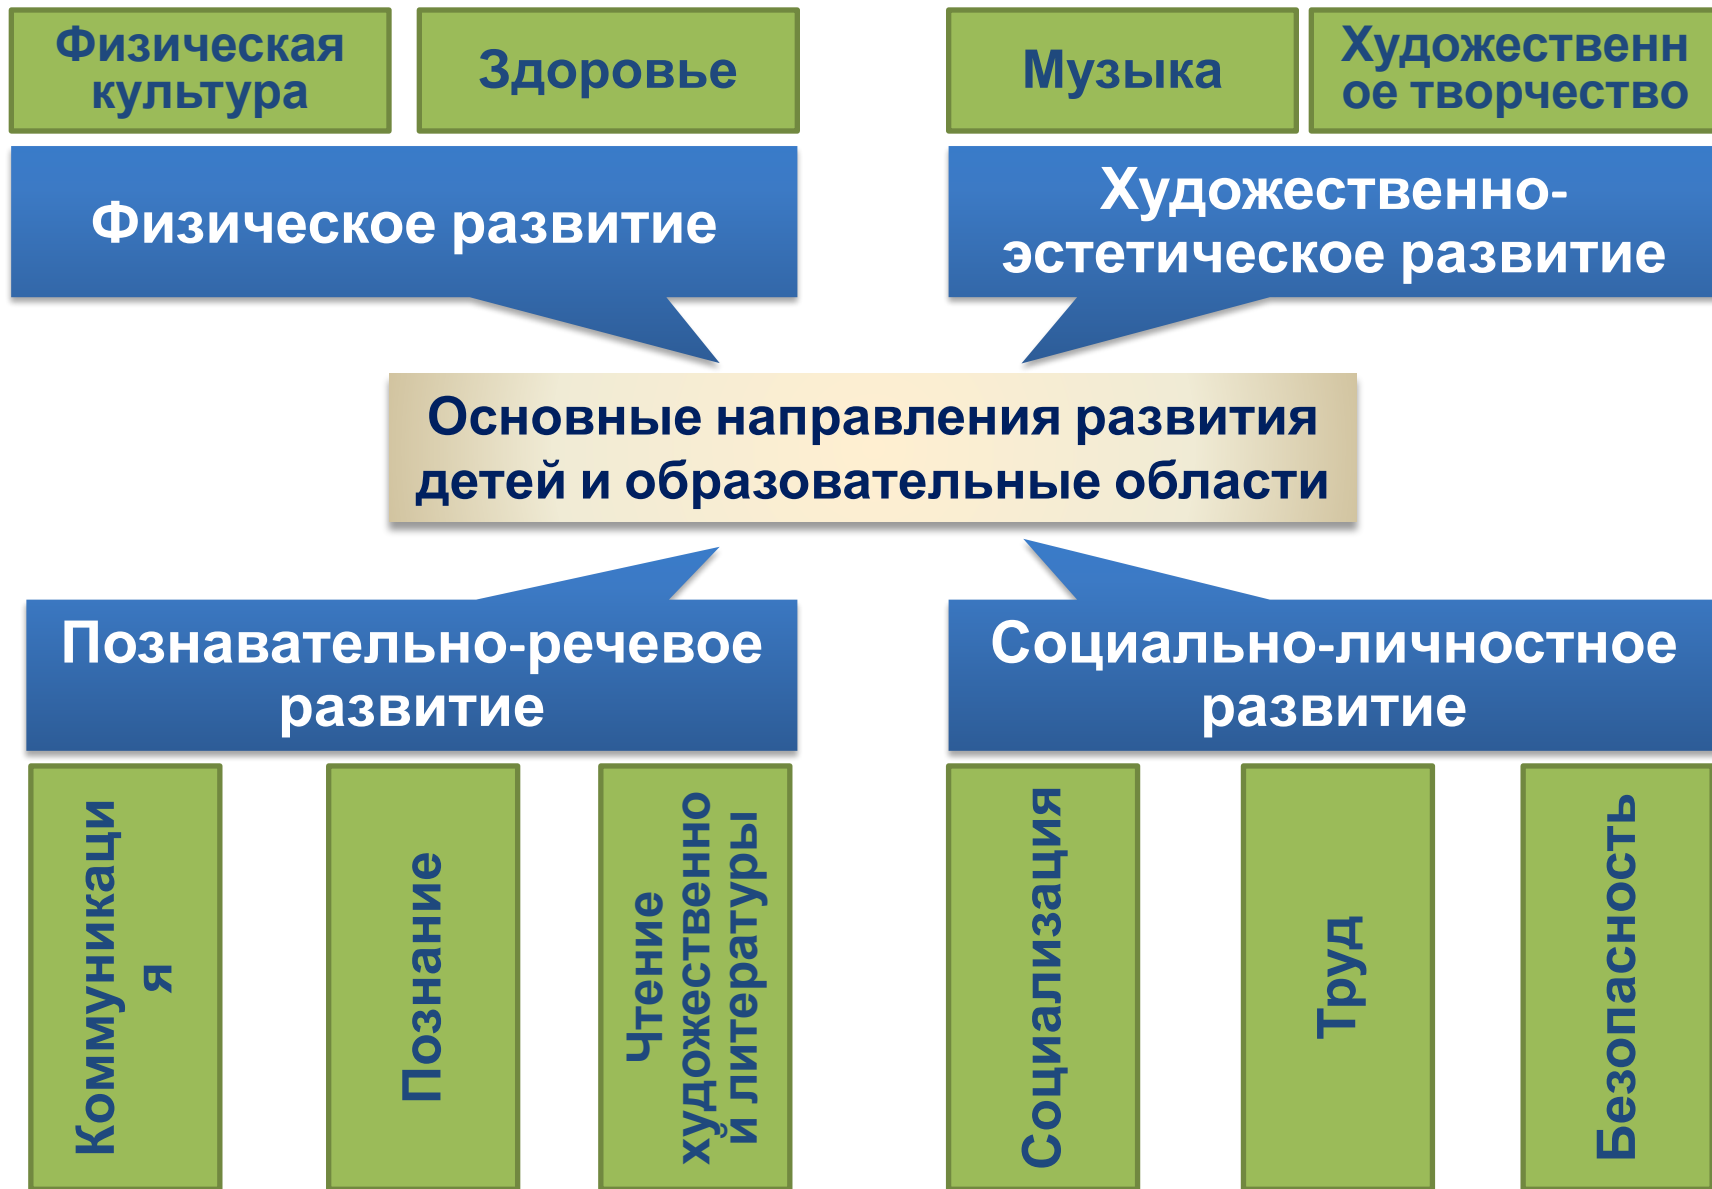 Физическая
культура
Здоровье
Музыка
Художественн
ое творчество
Физическое развитие
Художественно-
эстетическое развитие
Основные направления развития
детей и образовательные области
Познавательно-речевое
развитие
Социально-личностное
развитие
Коммуникаци
я
Познание
Чтение
художественно
й литературы
Социализация
Труд
Безопасность